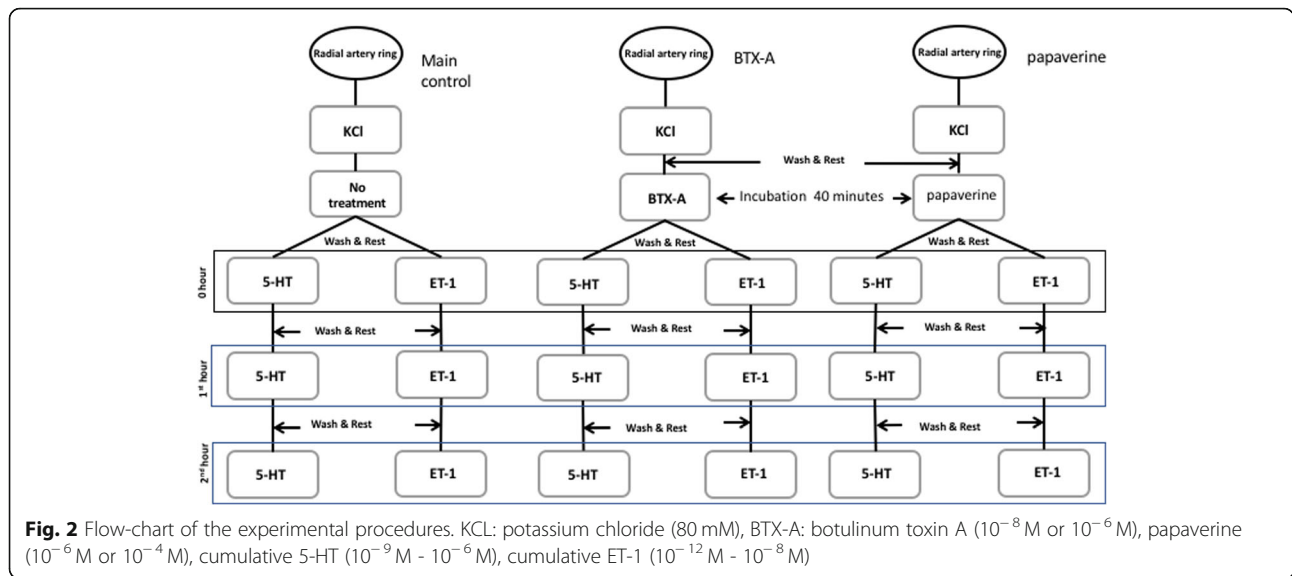 Radial artery ring
Main
control
Radial artery ring
BTX-A
Radial artery ring
papaverine
KCl
KCl
KCl
Wash & Rest
No
treatment
BTX-A
Incubation 40 minutes
papaverine
Wash & Rest
Wash & Rest
Wash & Rest
0 hour
5-HT
ET-1
5-HT
ET-1
5-HT
ET-1
Wash & Rest
Wash & Rest
Wash & Rest
1st hour
5-HT
ET-1
5-HT
ET-1
5-HT
ET-1
Wash & Rest
Wash & Rest
Wash & Rest
2nd hour
5-HT
ET-1
5-HT
ET-1
5-HT
ET-1
Fig. 2 Flow-chart of the experimental procedures. KCL: potassium chloride (80 mM), BTX-A: botulinum toxin A (10⁻⁸ M or 10⁻⁶ M), papaverine
(10⁻⁶ M or 10⁻⁴ M), cumulative 5-HT (10⁻⁹ M - 10⁻⁶ M), cumulative ET-1 (10⁻¹² M - 10⁻⁸ M)